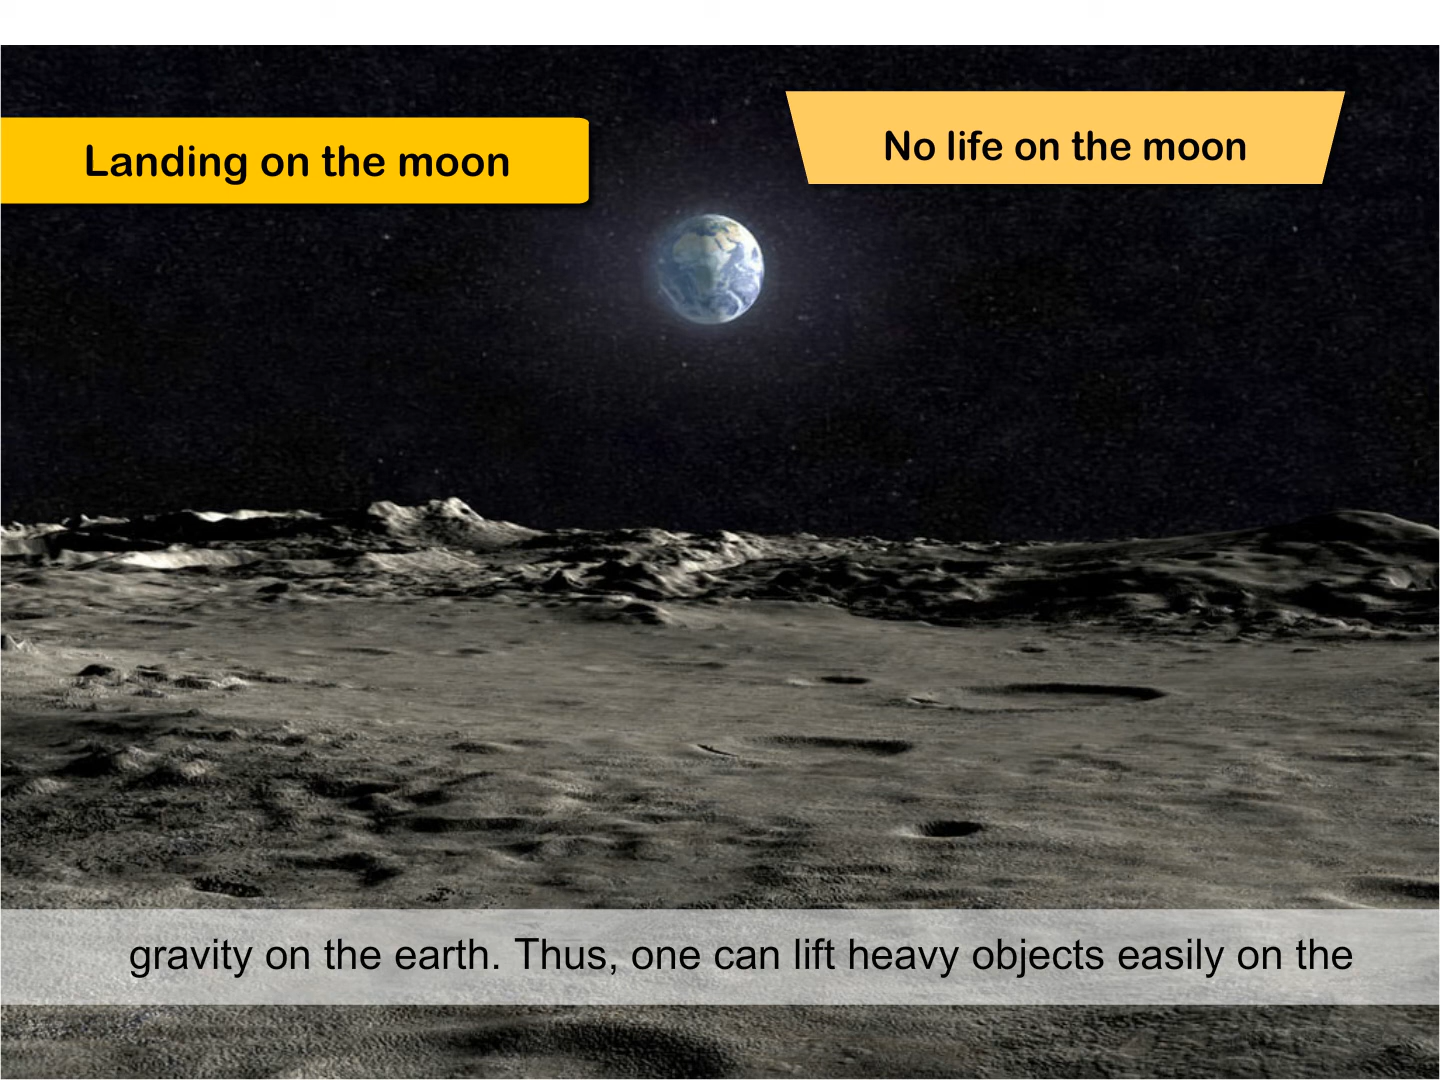 Landing on the moon
No life on the moon
gravity on the earth. Thus, one can lift heavy objects easily on the